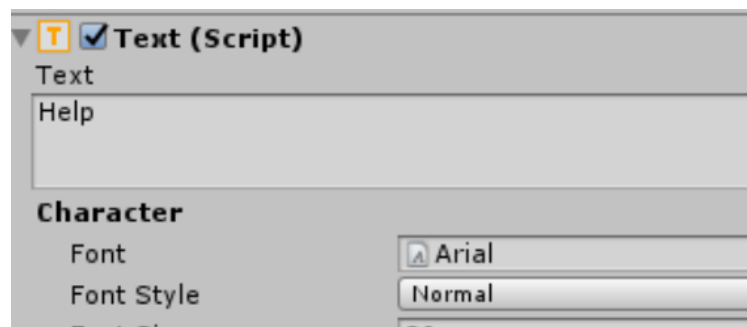 T Text (Script)
Text
Help
Character
Font Arial
Font Style Normal